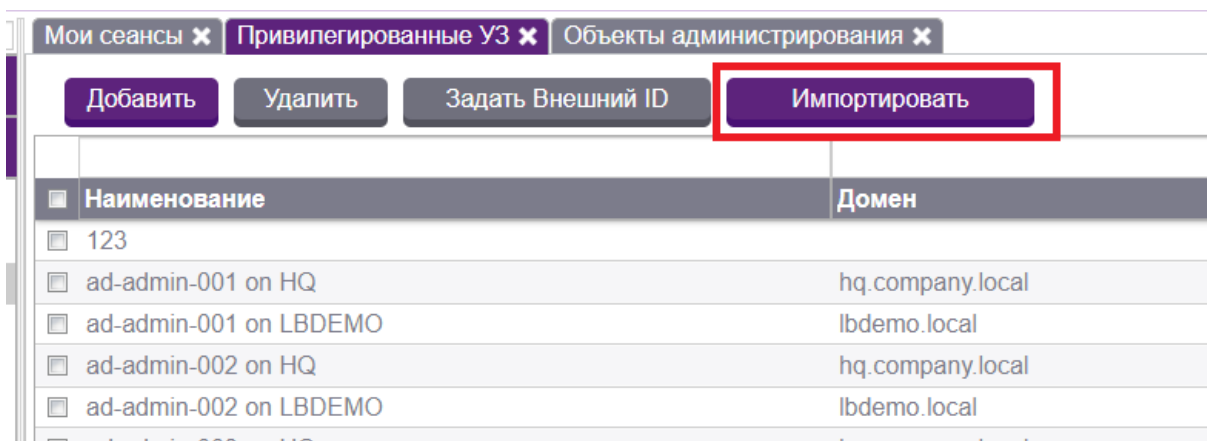 Мои сеансы Привилегированные УЗ Объекты администрирования
Добавить Удалить Задать Внешний ID Импортировать
Наименование Домен
123
ad-admin-001 on HQ hq.company.local
ad-admin-001 on LBDEMO lbdemo.local
ad-admin-002 on HQ hq.company.local
ad-admin-002 on LBDEMO lbdemo.local